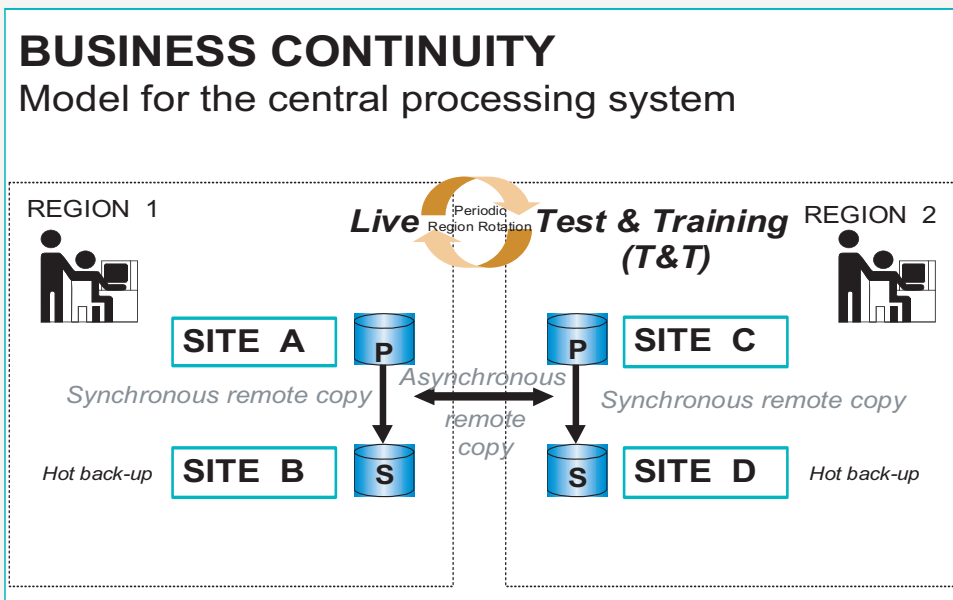 BUSINESS CONTINUITY
Model for the central processing system
REGION 1
Live
Periodic
Region Rotation
Test & Training
(T&T)
REGION 2
SITE A
P
P
SITE C
Synchronous remote copy
Asynchronous
remote
copy
Synchronous remote copy
Hot back-up
SITE B
S
S
SITE D
Hot back-up